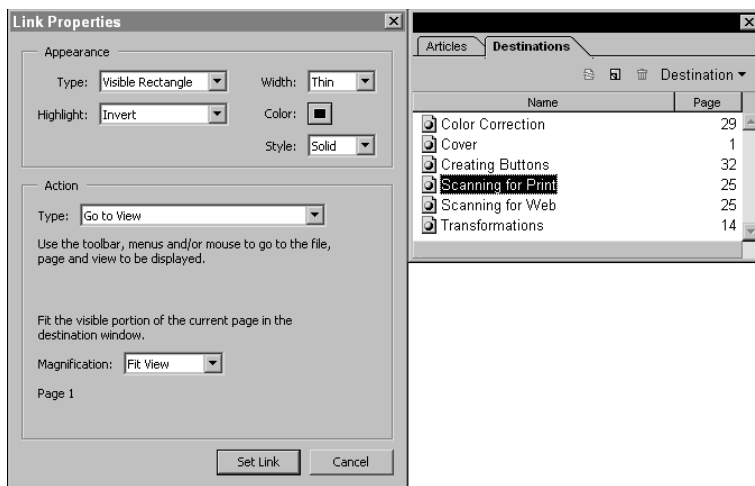 Link Properties
Appearance
Type: Visible Rectangle Width: Thin
Highlight: Invert Color:
Style: Solid
Action
Type: Go to View
Use the toolbar, menus and/or mouse to go to the file,
page and view to be displayed.
Fit the visible portion of the current page in the
destination window.
Magnification: Fit View
Page 1
Set Link Cancel
Articles Destinations
Destination
Name Page
Color Correction 29
Cover 1
Creating Buttons 32
Scanning for Print 25
Scanning for Web 25
Transformations 14